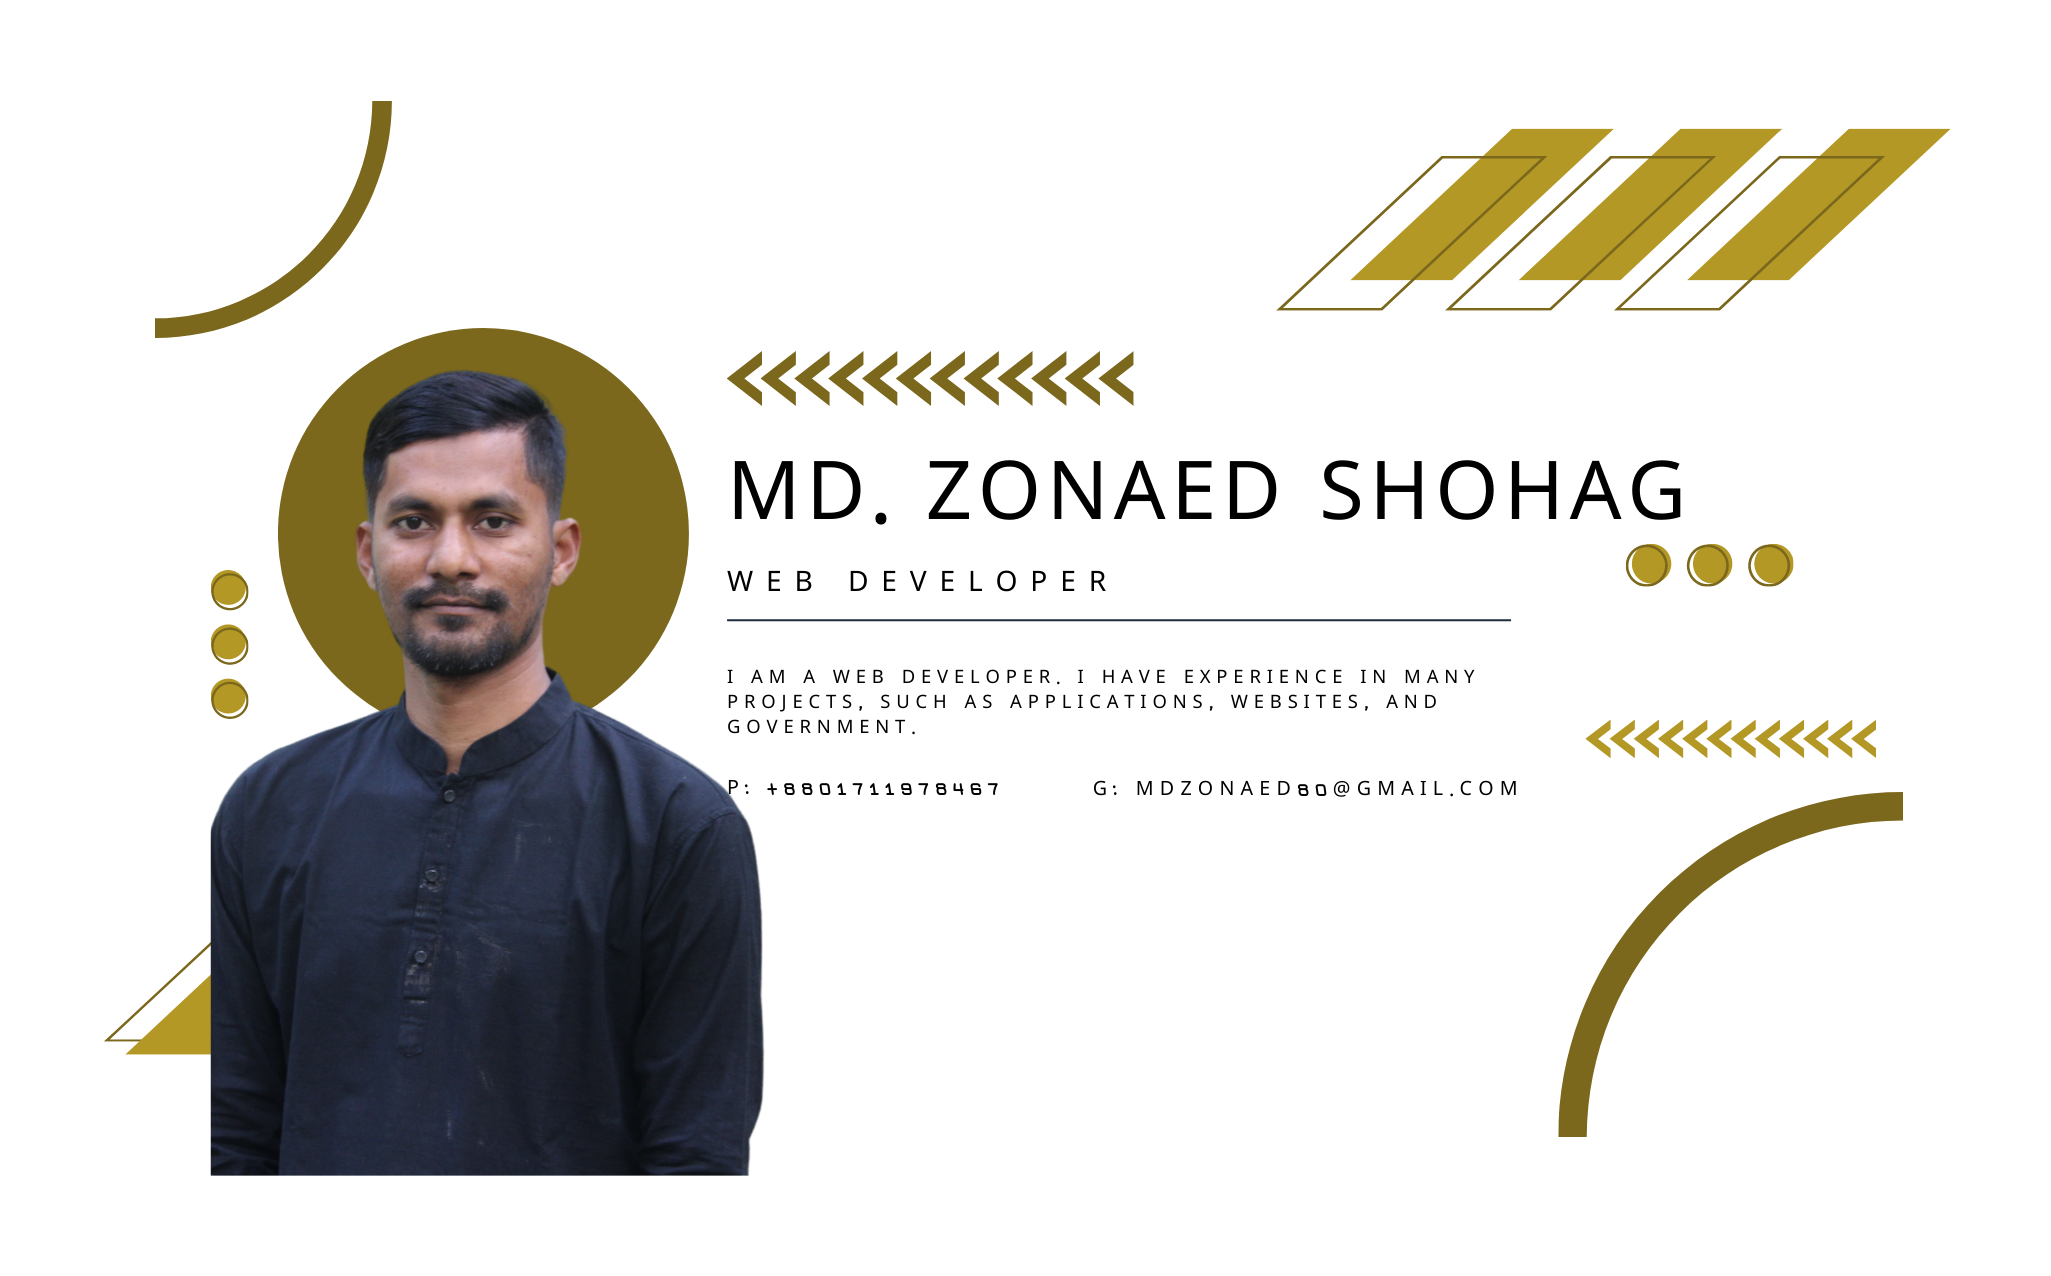 MD. ZONAED SHOHAG
WEB DEVELOPER
I AM A WEB DEVELOPER. I HAVE EXPERIENCE IN MANY
PROJECTS, SUCH AS APPLICATIONS, WEBSITES, AND
GOVERNMENT.
P: +8801711978467 G: MDZONAED80@GMAIL.COM